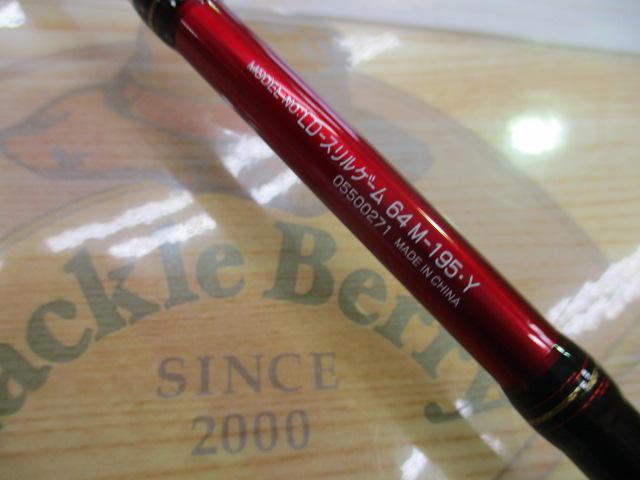 MODEL-NO・LD-スリルゲーム 64 M-195・Y
05500271 MADE IN CHINA
ackle Berry
SINCE
2000